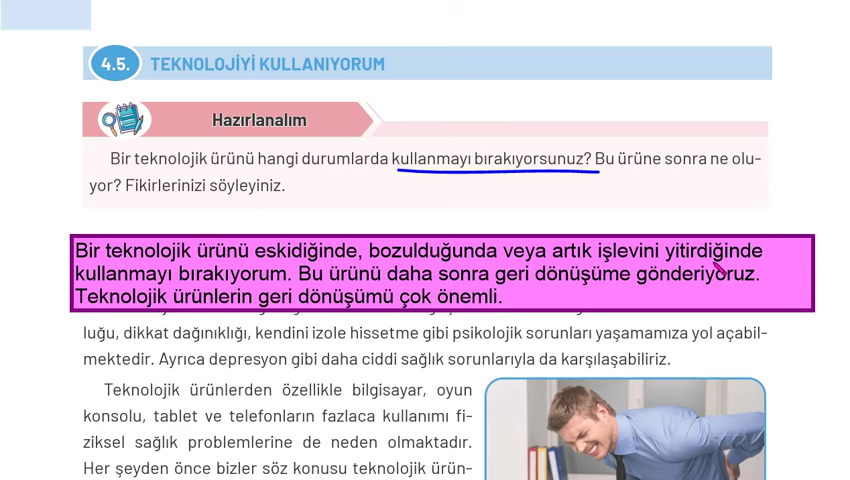 4.5. TEKNOLOJİYİ KULLANIYORUM
Hazırlanalım
Bir teknolojik ürünü hangi durumlarda kullanmayı bırakıyorsunuz? Bu ürüne sonra ne olu-
yor? Fikirlerinizi söyleyiniz.
Bir teknolojik ürünü eskidiğinde, bozulduğunda veya artık işlevini yitirdiğinde
kullanmayı bırakıyorum. Bu ürünü daha sonra geri dönüşüme gönderiyoruz.
Teknolojik ürünlerin geri dönüşümü çok önemli.
luğu, dikkat dağınıklığı, kendini izole hissetme gibi psikolojik sorunları yaşamamıza yol açabil-
mektedir. Ayrıca depresyon gibi daha ciddi sağlık sorunlarıyla da karşılaşabiliriz.
Teknolojik ürünlerden özellikle bilgisayar, oyun
konsolu, tablet ve telefonların fazlaca kullanımı fi-
ziksel sağlık problemlerine de neden olmaktadır.
Her şeyden önce bizler söz konusu teknolojik ürün-